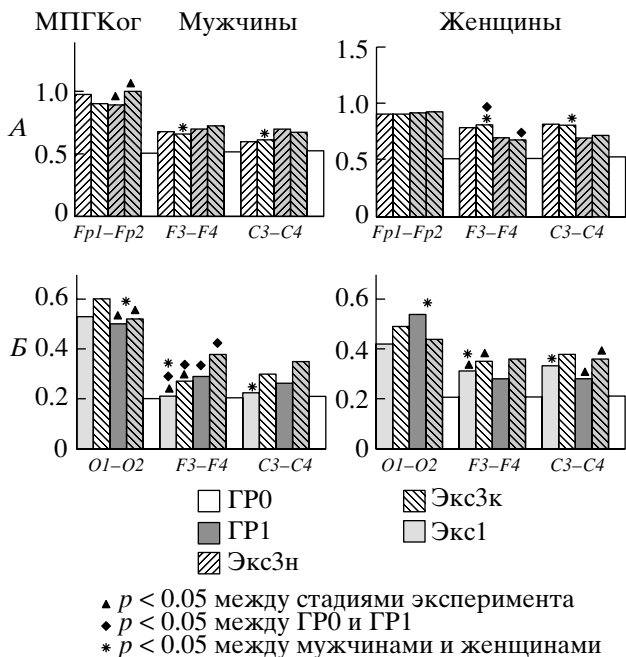 МПГКог Мужчины Женщины
А
1.0
0.5
0
Fp1–Fp2 F3–F4 C3–C4
1.5
1.0
0.5
0
Fp1–Fp2 F3–F4 C3–C4
Б
0.6
0.4
0.2
0
O1–O2 F3–F4 C3–C4
0.6
0.4
0.2
0
O1–O2 F3–F4 C3–C4
ГР0 Экс3к
ГР1 Экс1
Экс3н
▲ p < 0.05 между стадиями эксперимента
◆ p < 0.05 между ГР0 и ГР1
* p < 0.05 между мужчинами и женщинами